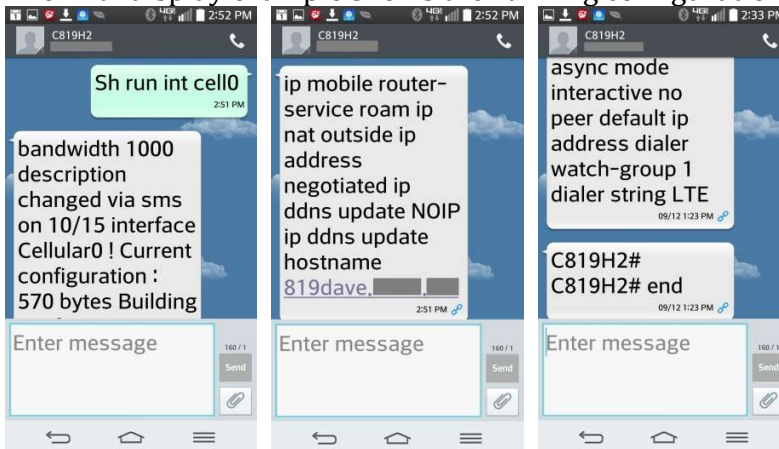 2:52 PM
C819H2
Sh run int cell0
2:51 PM
bandwidth 1000
description
changed via sms
on 10/15 interface
Cellular0 ! Current
configuration :
570 bytes Building
Enter message
160 / 1
Send
2:52 PM
C819H2
ip mobile router-
service roam ip
nat outside ip
address
negotiated ip
ddns update NOIP
ip ddns update
hostname
819dave.
2:51 PM
Enter message
160 / 1
Send
2:33 PM
C819H2
async mode
interactive no
peer default ip
address dialer
watch-group 1
dialer string LTE
09/12 1:23 PM
C819H2#
C819H2# end
09/12 1:23 PM
Enter message
160 / 1
Send